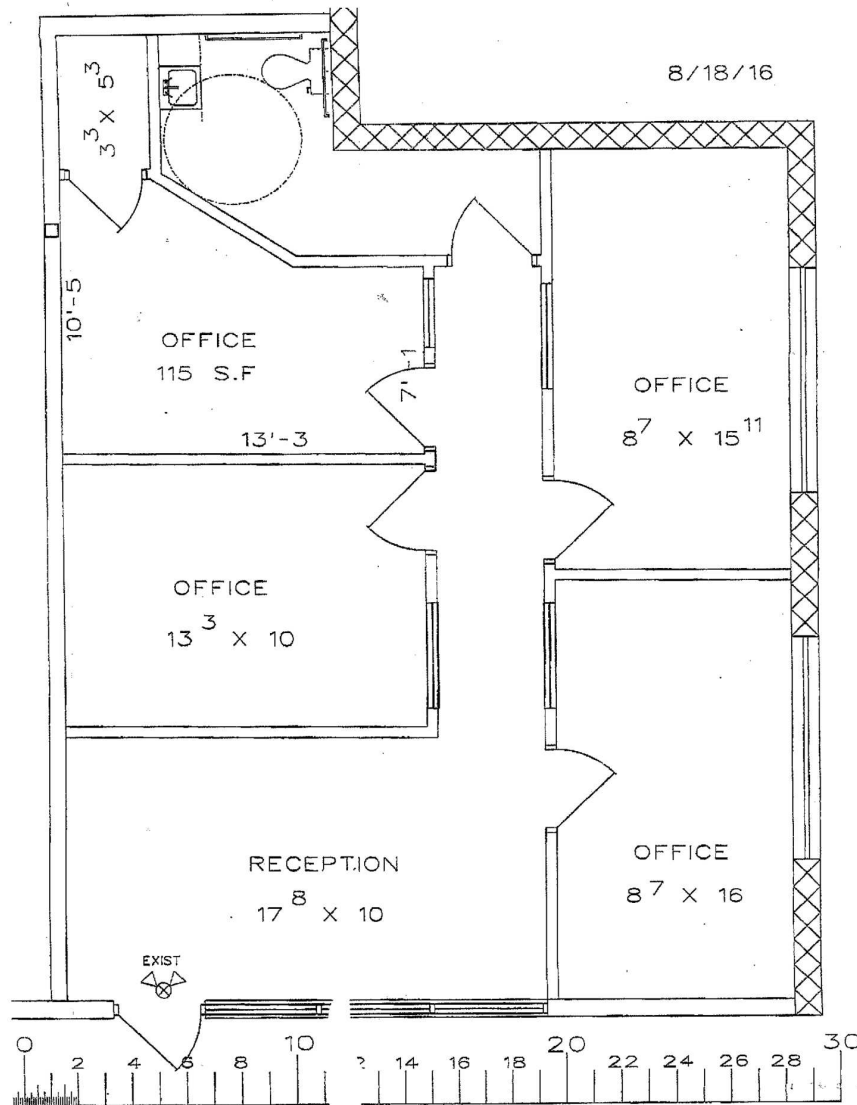 8/18/16
3³ X 5³
10'-5
OFFICE
115 S.F
7'-1
13'-3
OFFICE
8⁷ X 15¹¹
OFFICE
13³ X 10
RECEPTION
17⁸ X 10
OFFICE
8⁷ X 16
EXIST
0 2 4 6 8 10 14 16 18 20 22 24 26 28 30